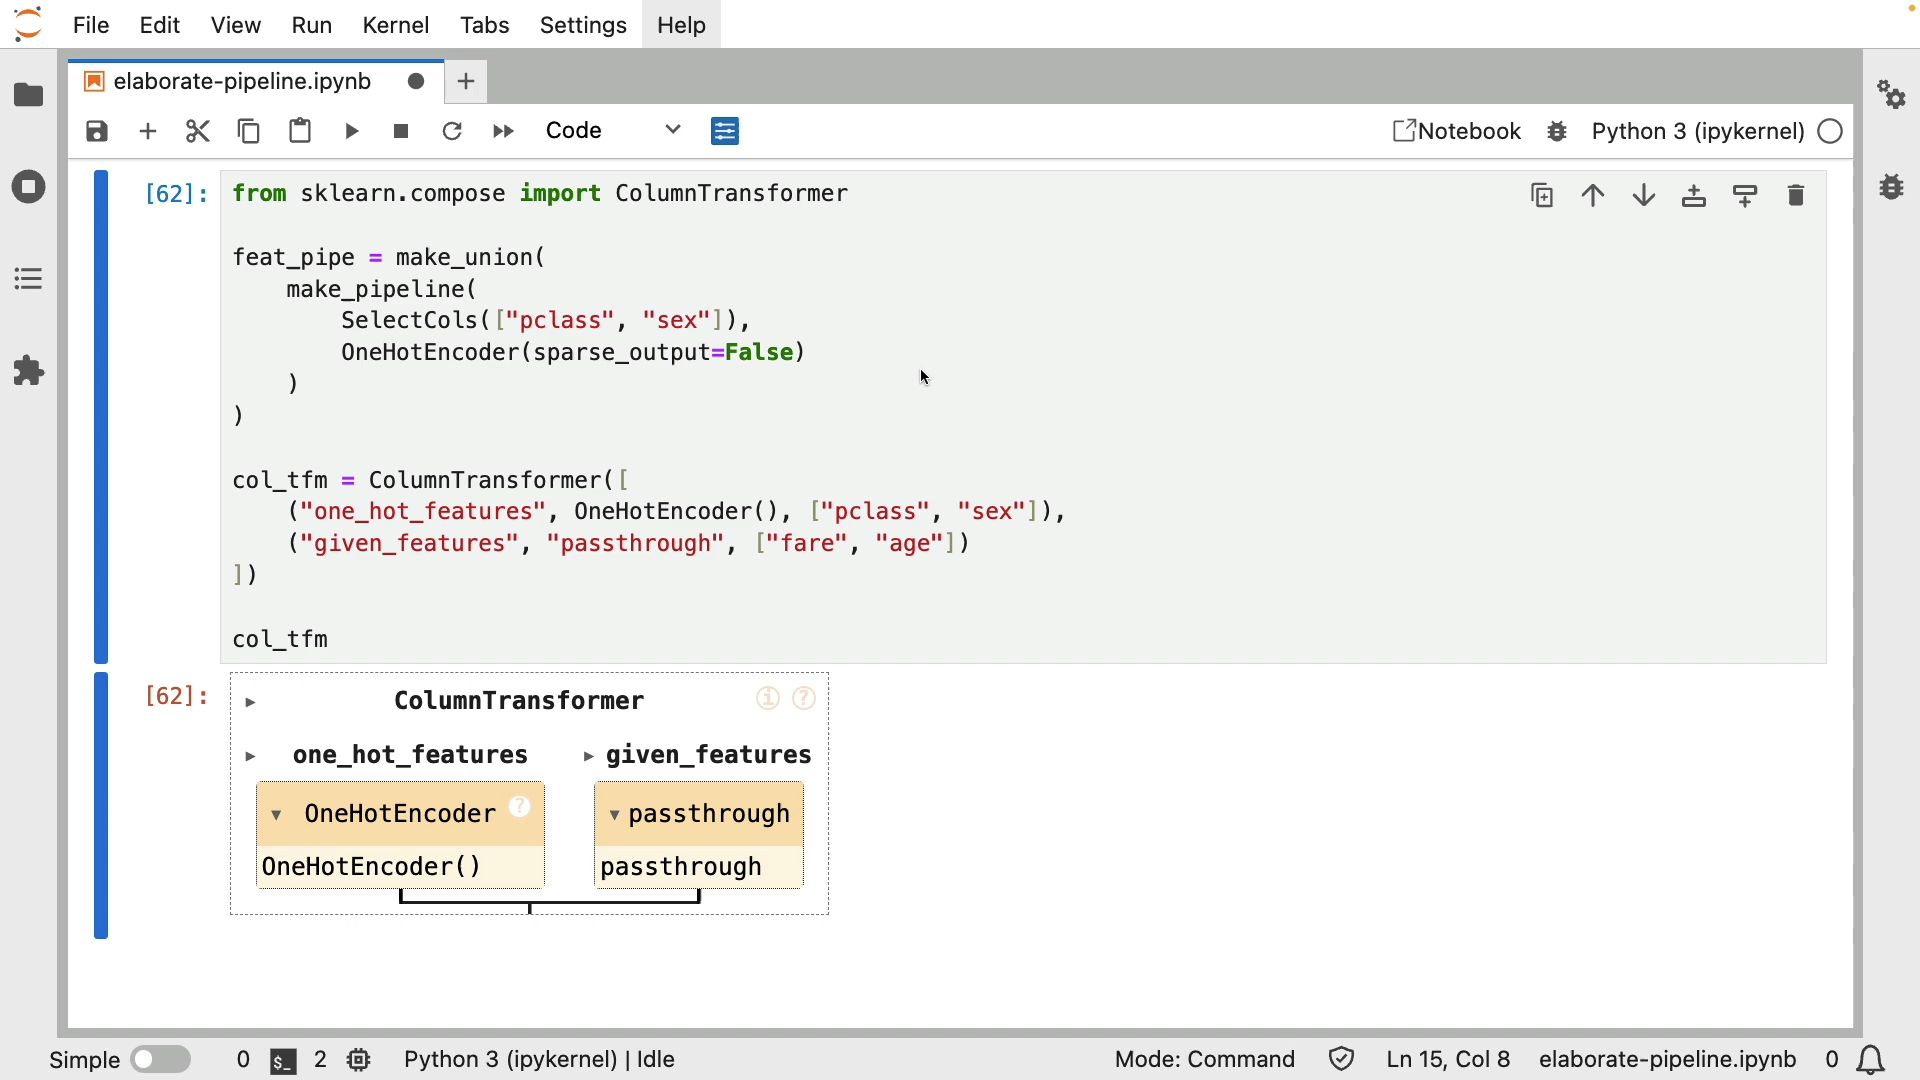 File Edit View Run Kernel Tabs Settings Help
elaborate-pipeline.ipynb
Code Notebook Python 3 (ipykernel)
[62]: from sklearn.compose import ColumnTransformer
feat_pipe = make_union(
make_pipeline(
SelectCols(["pclass", "sex"]),
OneHotEncoder(sparse_output=False)
)
)
col_tfm = ColumnTransformer([
("one_hot_features", OneHotEncoder(), ["pclass", "sex"]),
("given_features", "passthrough", ["fare", "age"])
])
col_tfm
[62]: ColumnTransformer i ?
one_hot_features given_features
OneHotEncoder ? passthrough
OneHotEncoder() passthrough
Simple 0 $_ 2 Python 3 (ipykernel) | Idle Mode: Command Ln 15, Col 8 elaborate-pipeline.ipynb 0